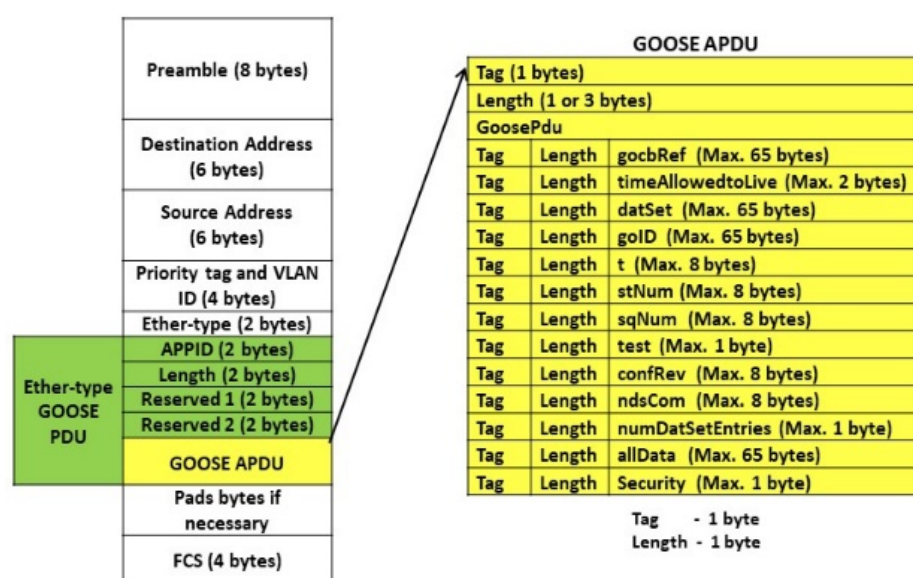 Preamble (8 bytes)
Destination Address
(6 bytes)
Source Address
(6 bytes)
Priority tag and VLAN
ID (4 bytes)
Ether-type (2 bytes)
Ether-type
GOOSE
PDU
APPID (2 bytes)
Length (2 bytes)
Reserved 1 (2 bytes)
Reserved 2 (2 bytes)
GOOSE APDU
Pads bytes if
necessary
FCS (4 bytes)
GOOSE APDU
Tag (1 bytes)
Length (1 or 3 bytes)
GoosePdu
Tag Length gocbRef (Max. 65 bytes)
Tag Length timeAllowedtoLive (Max. 2 bytes)
Tag Length datSet (Max. 65 bytes)
Tag Length goID (Max. 65 bytes)
Tag Length t (Max. 8 bytes)
Tag Length stNum (Max. 8 bytes)
Tag Length sqNum (Max. 8 bytes)
Tag Length test (Max. 1 byte)
Tag Length confRev (Max. 8 bytes)
Tag Length ndsCom (Max. 8 bytes)
Tag Length numDatSetEntries (Max. 1 byte)
Tag Length allData (Max. 65 bytes)
Tag Length Security (Max. 1 byte)
Tag - 1 byte
Length - 1 byte